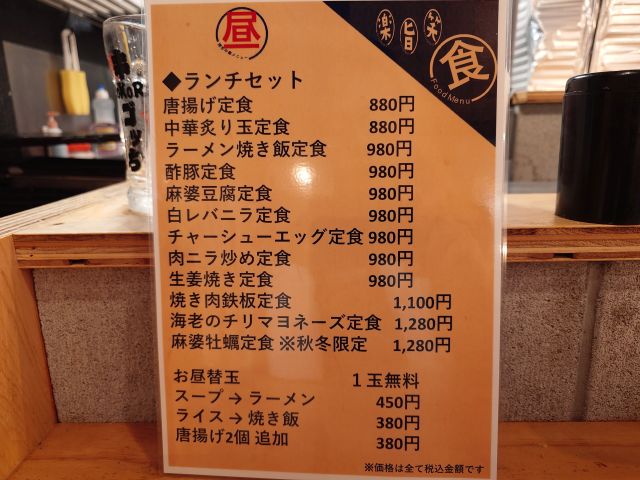 昼
楽 旨 笑
食
Food Menu
◆ランチセット
唐揚げ定食 880円
中華炙り玉定食 880円
ラーメン焼き飯定食 980円
酢豚定食 980円
麻婆豆腐定食 980円
白レバニラ定食 980円
チャーシューエッグ定食 980円
肉ニラ炒め定食 980円
生姜焼き定食 980円
焼き肉鉄板定食 1,100円
海老のチリマヨネーズ定食 1,280円
麻婆牡蠣定食 ※秋冬限定 1,280円
お昼替玉 1玉無料
スープ→ラーメン 450円
ライス→焼き飯 380円
唐揚げ2個 追加 380円
※価格は全て税込金額です